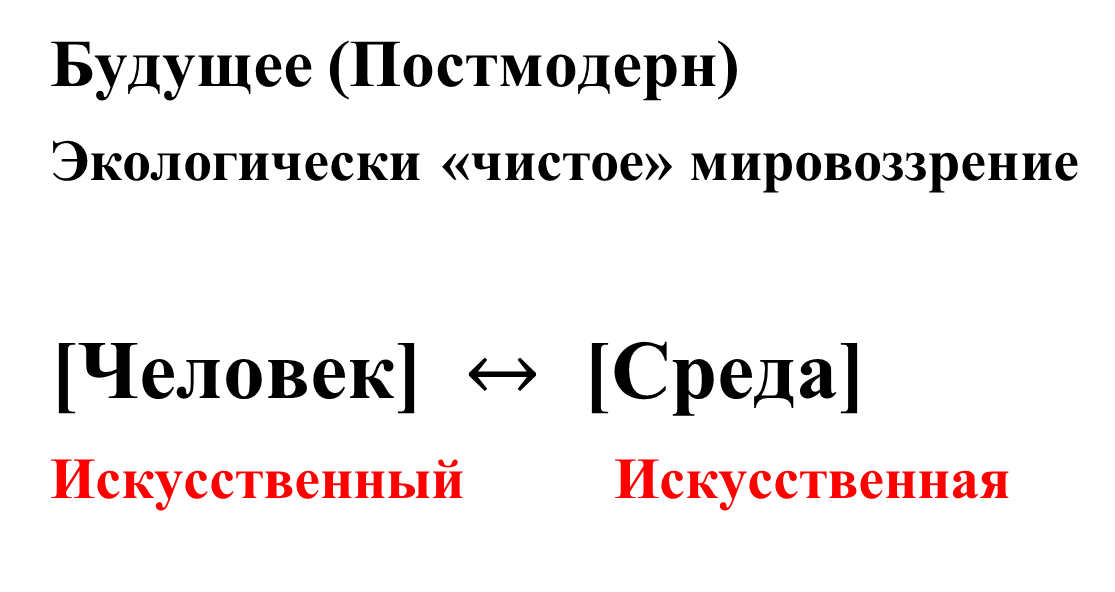 Будущее (Постмодерн)
Экологически «чистое» мировоззрение
[Человек] ↔ [Среда]
Искусственный Искусственная